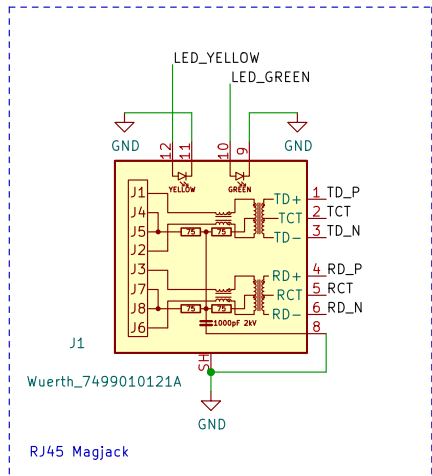 LED_YELLOW
LED_GREEN
GND
GND
12
11
10
9
YELLOW
GREEN
J1
J4
J5
J2
J3
J7
J8
J6
75
75
75
75
1000pF 2kV
TD+
TCT
TD-
RD+
RCT
RD-
1 TD_P
2 TCT
3 TD_N
4 RD_P
5 RCT
6 RD_N
8
SH
J1
Wuerth_7499010121A
GND
RJ45 Magjack